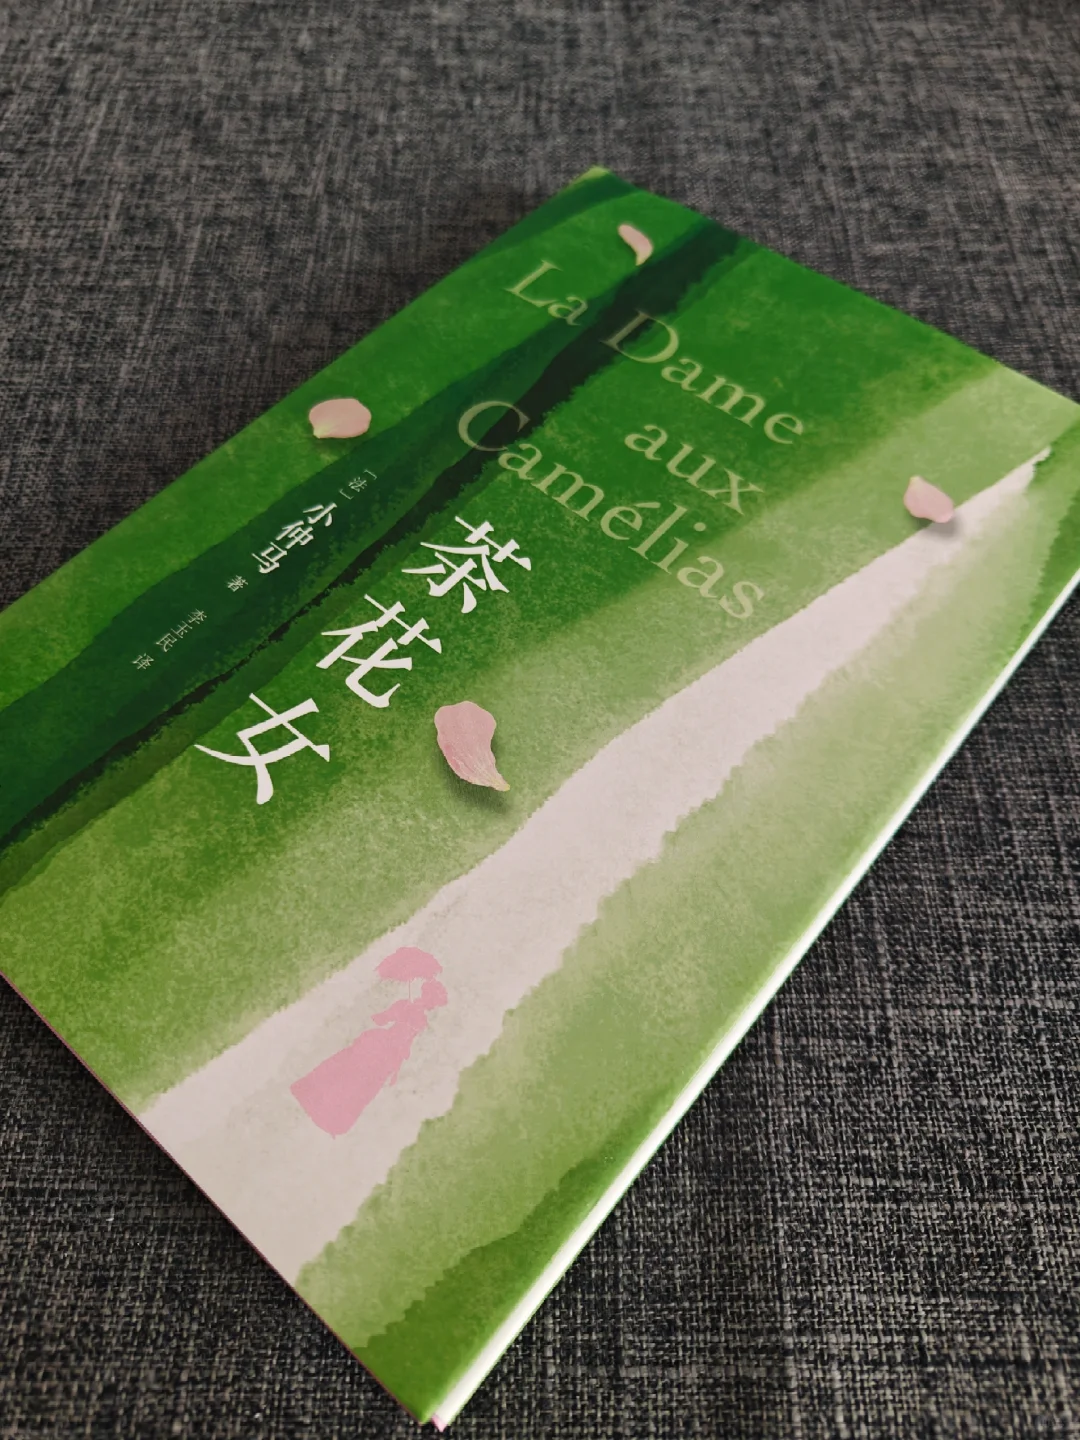 La Dame
aux
Camélias
茶花女
[法]小仲马 著
李玉民 译